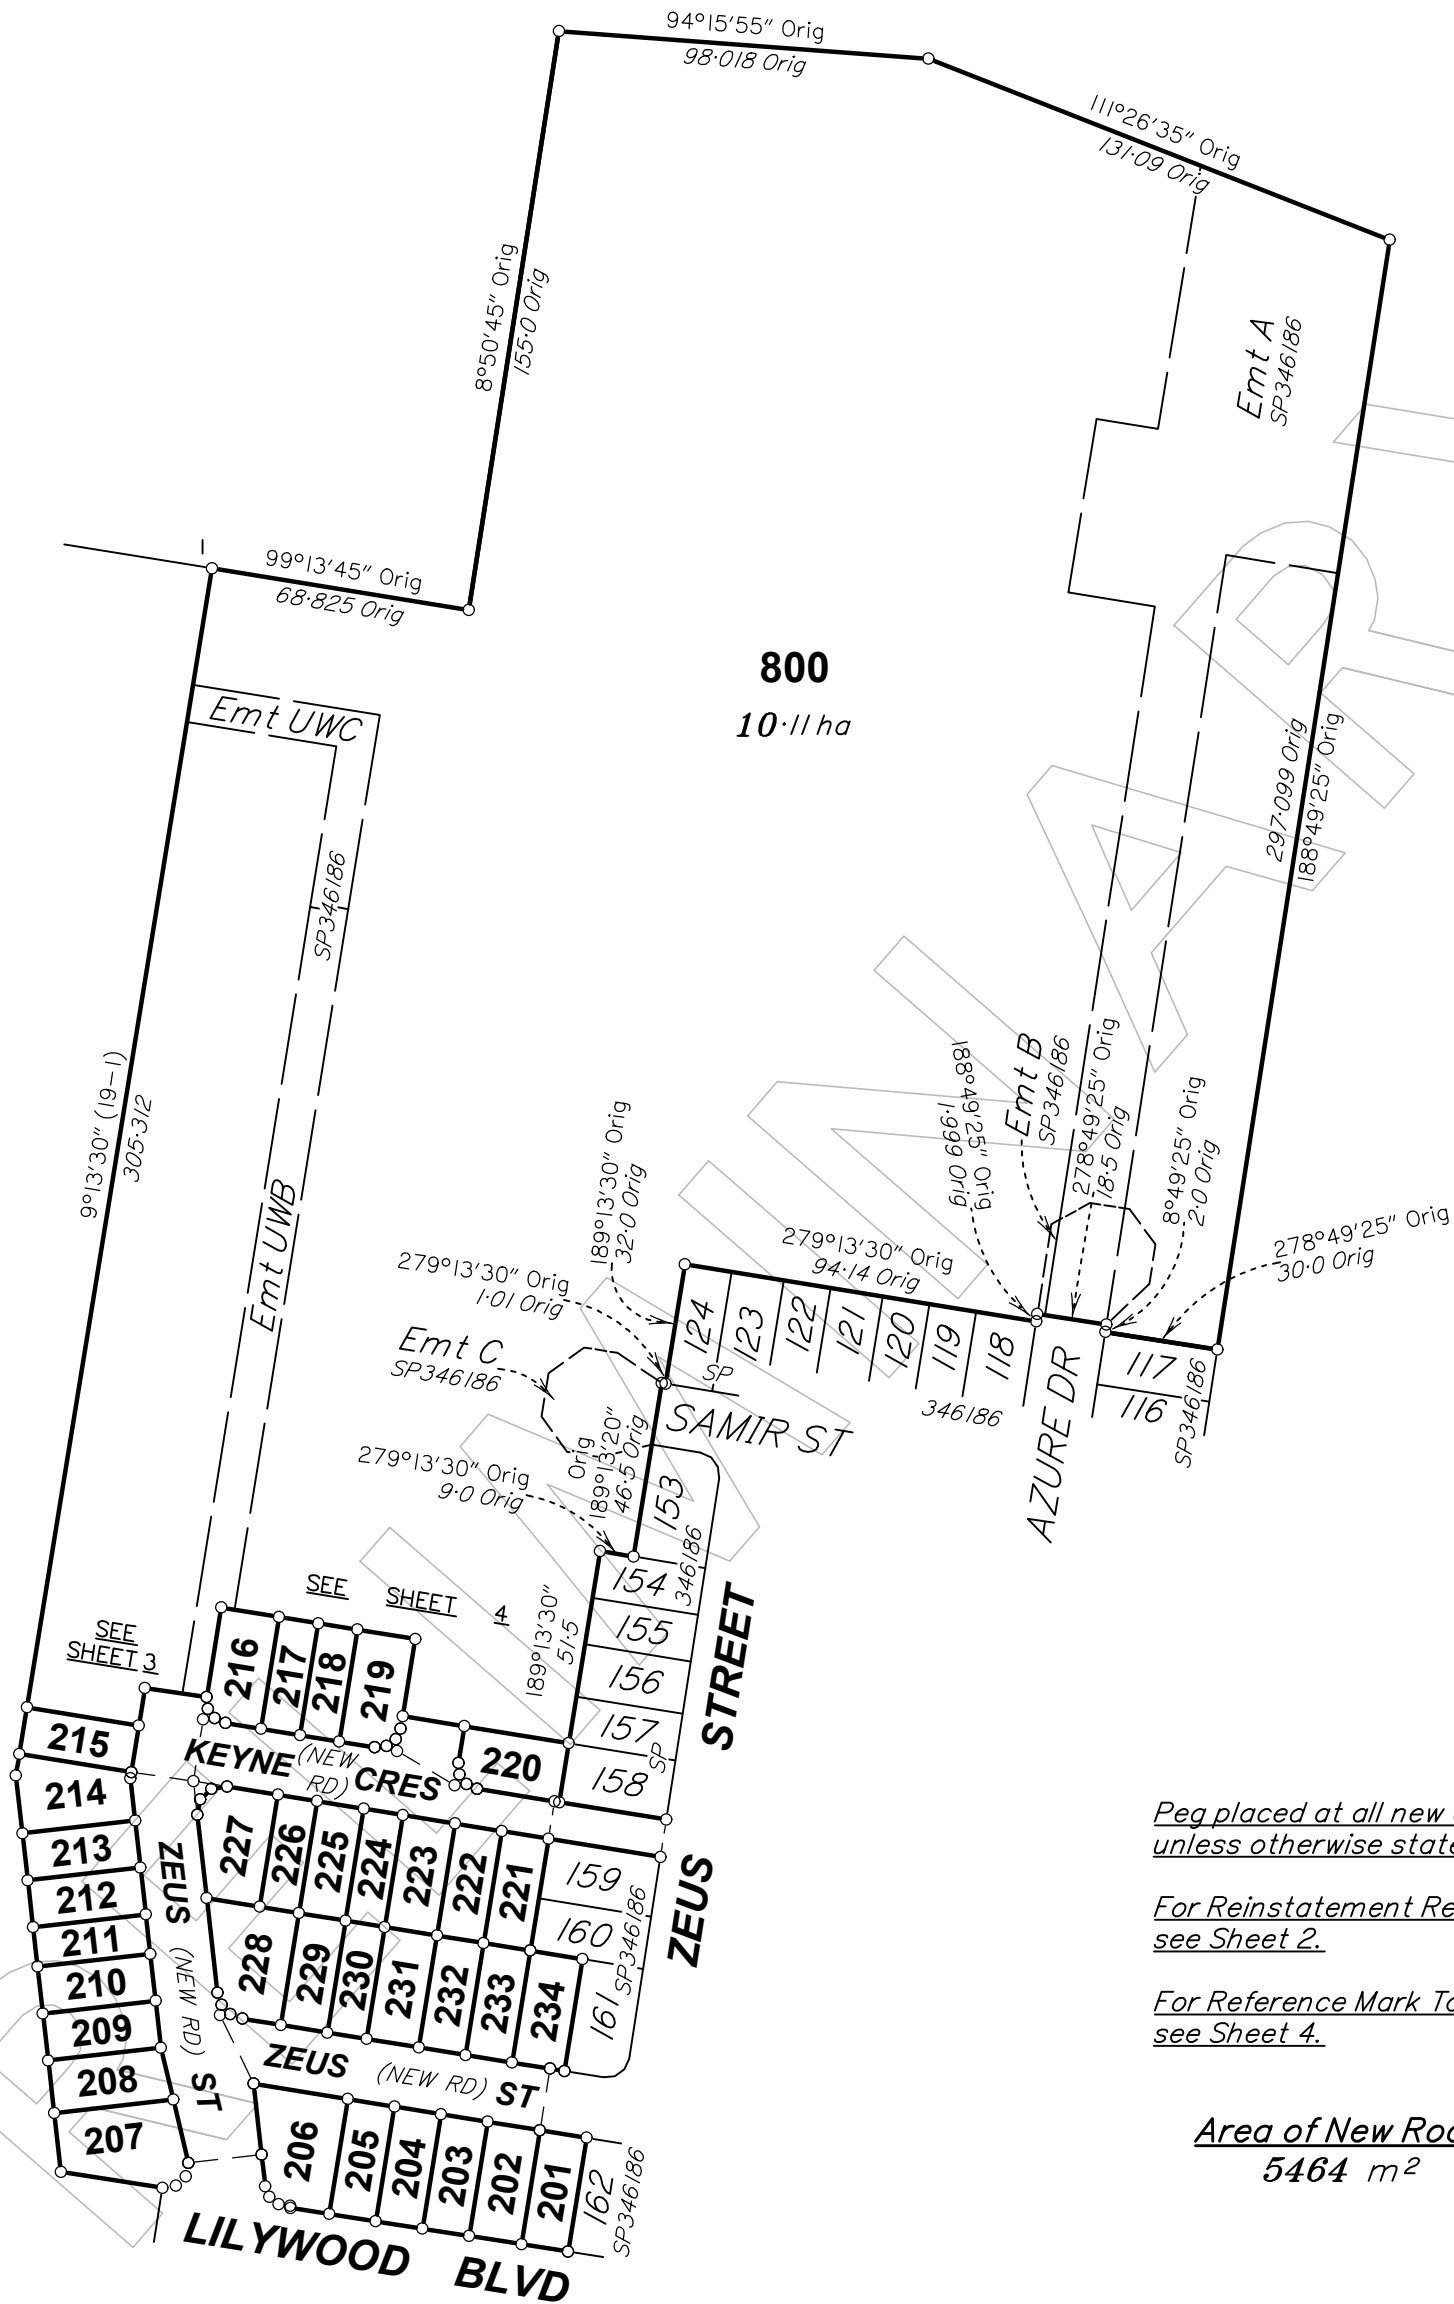 94°15'55" Orig
98·018 Orig
111°26'35" Orig
131·09 Orig
8°50'45" Orig
155·0 Orig
Emt A
SP346186
99°13'45" Orig
68·825 Orig
800
10·11 ha
Emt UWC
SP346186
297·099 Orig
188°49'25" Orig
9°13'30" (19-1)
305·312
Emt UWB
188°49'25" Orig
1·999 Orig
Emt B
SP346186
278°49'25" Orig
18·5 Orig
8°49'25" Orig
2·0 Orig
278°49'25" Orig
30·0 Orig
189°13'30" Orig
32·0 Orig
279°13'30" Orig
94·14 Orig
279°13'30" Orig
1·01 Orig
Emt C
SP346186
124
123
122
121
120
119
118
SP
346186
117
116
SP346186
AZURE DR
SAMIR ST
189°13'20"
Orig
46·5 Orig
279°13'30" Orig
9·0 Orig
153
346186
154
155
156
157
SP
158
189°13'30"
51·5
STREET
SEE SHEET 4
SEE
SHEET 3
216
217
218
219
220
215
214
213
212
211
210
209
208
207
KEYNE (NEW RD) CRES
ZEUS (NEW RD) ST
227
226
225
224
223
222
221
159
160
SP346186
161
ZEUS
228
229
230
231
232
233
234
ZEUS (NEW RD) ST
206
205
204
203
202
201
162
SP346186
LILYWOOD BLVD
Peg placed at all new
unless otherwise state
For Reinstatement Re
see Sheet 2.
For Reference Mark Ta
see Sheet 4.
Area of New Roa
5464 m²